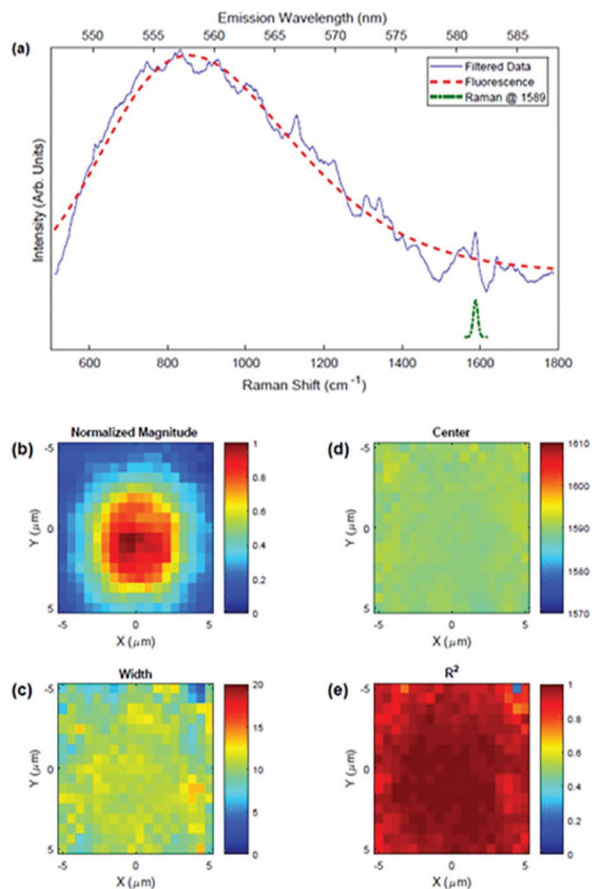 Emission Wavelength (nm)
550 555 560 565 570 575 580 585
(a)
Filtered Data
Fluorescence
Raman @ 1589
Intensity (Arb. Units)
600 800 1000 1200 1400 1600 1800
Raman Shift (cm⁻¹)
(b) Normalized Magnitude
-5 0 5
Y (μm)
-5 0 5
X (μm)
1
0.8
0.6
0.4
0.2
0
(d) Center
-5 0 5
Y (μm)
-5 0 5
X (μm)
1610
1600
1590
1580
1570
(c) Width
-5 0 5
Y (μm)
-5 0 5
X (μm)
20
15
10
5
0
(e) R²
-5 0 5
Y (μm)
-5 0 5
X (μm)
1
0.8
0.6
0.4
0.2
0